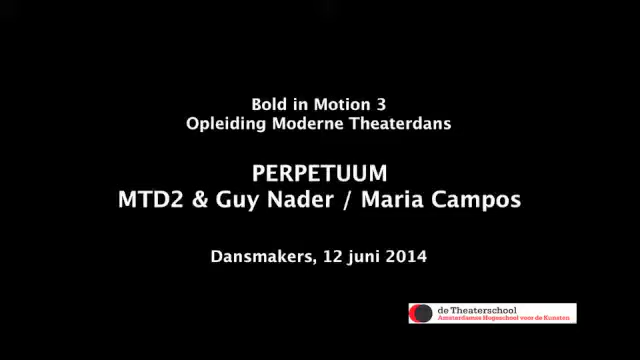 Bold in Motion 3
Opleiding Moderne Theaterdans
PERPETUUM
MTD2 & Guy Nader / Maria Campos
Dansmakers, 12 juni 2014
de Theaterschool
Amsterdamse Hogeschool voor de Kunsten